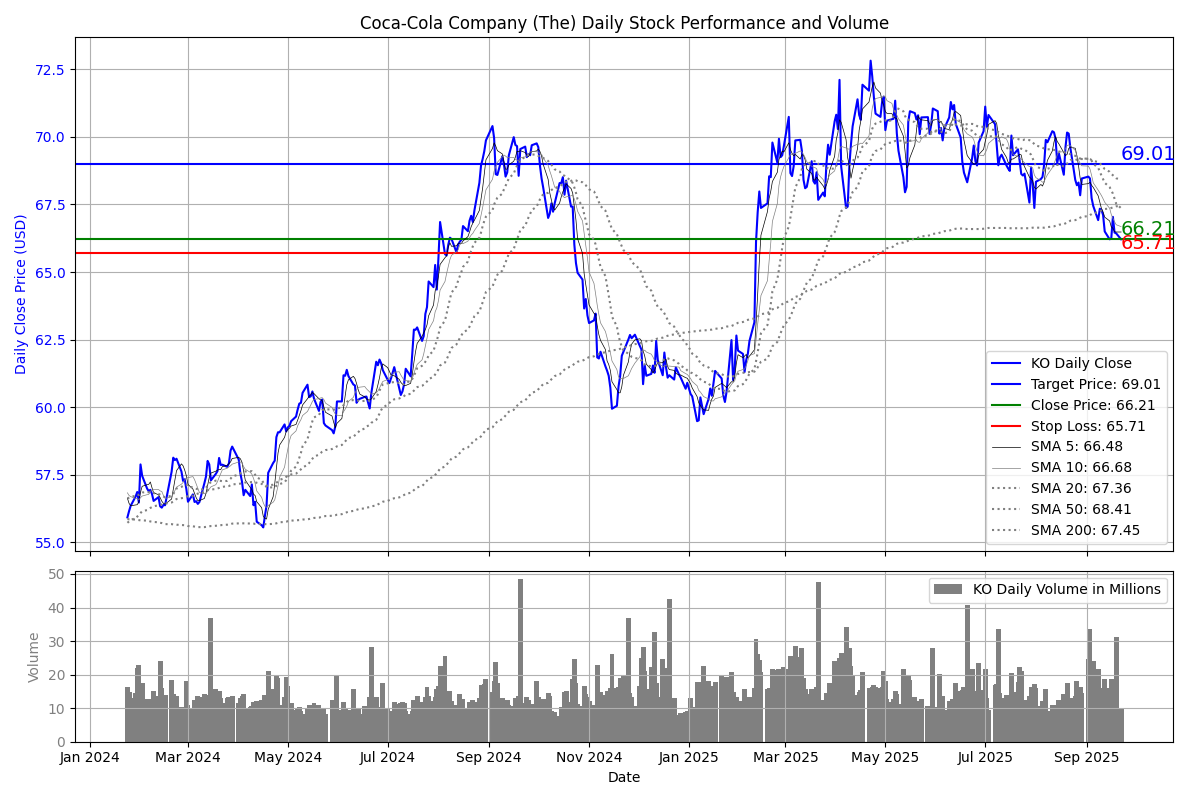 Coca-Cola Company (The) Daily Stock Performance and Volume
Daily Close Price (USD)
72.5
70.0
67.5
65.0
62.5
60.0
57.5
55.0
69.01
66.21
65.71
KO Daily Close
Target Price: 69.01
Close Price: 66.21
Stop Loss: 65.71
SMA 5: 66.48
SMA 10: 66.68
SMA 20: 67.36
SMA 50: 68.41
SMA 200: 67.45
Volume
50
40
30
20
10
0
KO Daily Volume in Millions
Jan 2024 Mar 2024 May 2024 Jul 2024 Sep 2024 Nov 2024 Jan 2025 Mar 2025 May 2025 Jul 2025 Sep 2025
Date